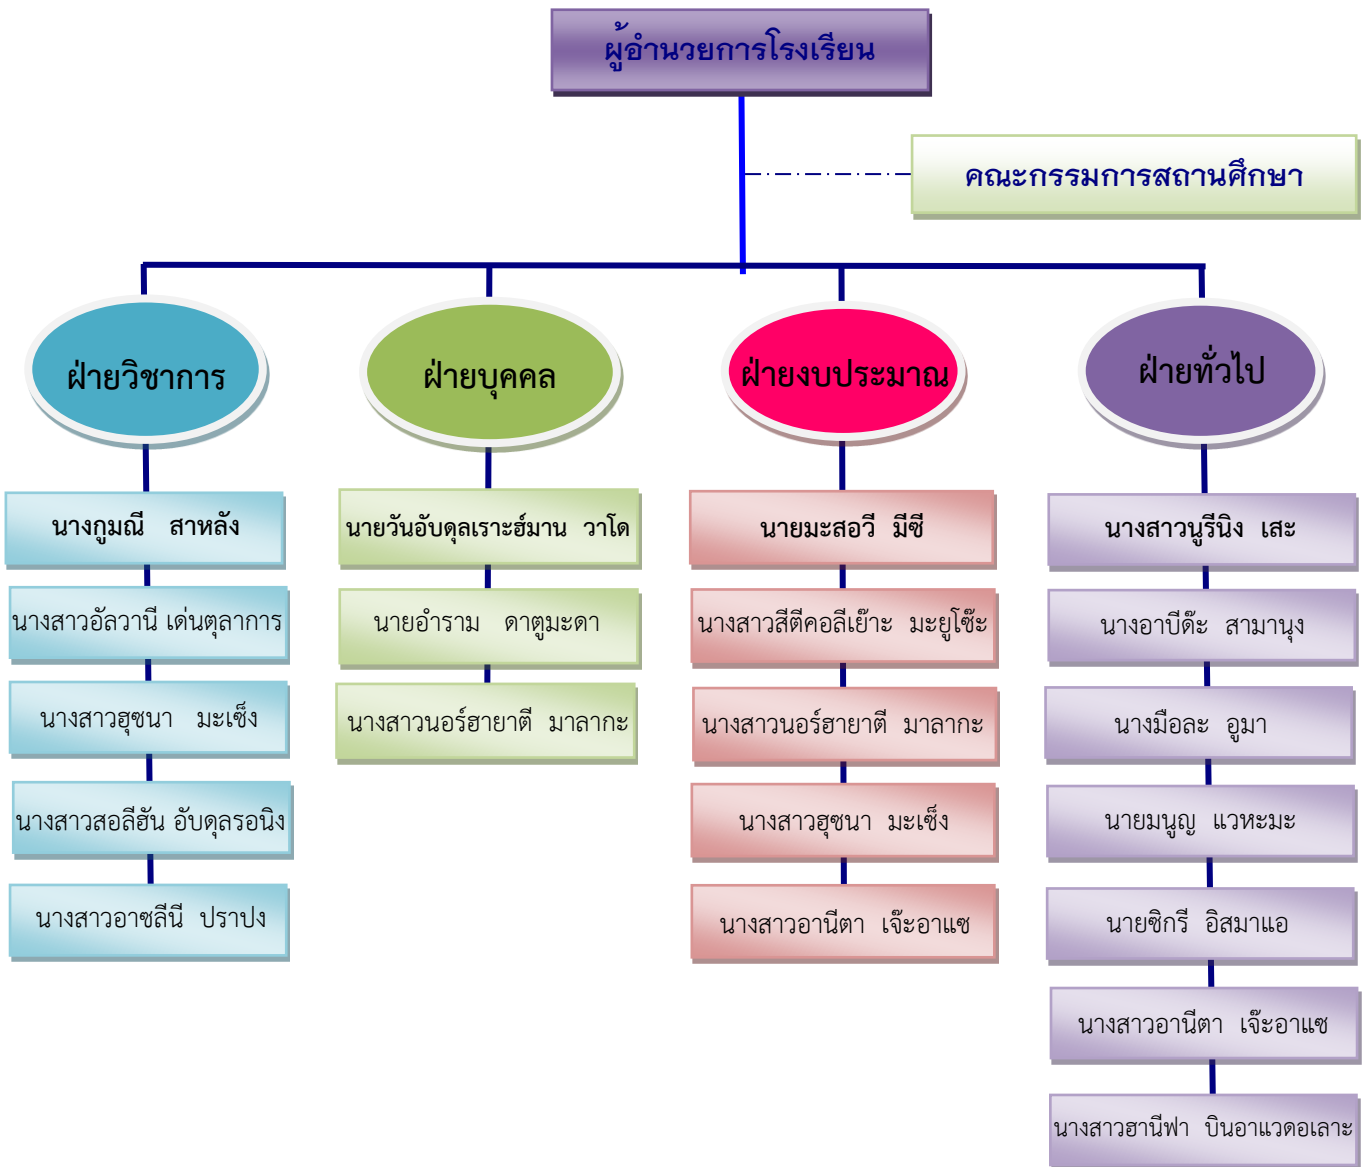 ผู้อำนวยการโรงเรียน
คณะกรรมการสถานศึกษา
ฝ่ายวิชาการ
นางกูมณี สาหลัง
นางสาวอัลวานี เด่นตุลาการ
นางสาวฮุซนา มะเซ็ง
นางสาวสอลีฮัน อับดุลรอนิง
นางสาวอาซลีนี ปราปง
ฝ่ายบุคคล
นายวันอับดุลเราะฮ์มาน วาโด
นายอำราม ดาตูมะดา
นางสาวนอร์ฮายาตี มาลากะ
ฝ่ายงบประมาณ
นายมะสอวี มีซี
นางสาวสีตีคอลีเย๊าะ มะยูโซ๊ะ
นางสาวนอร์ฮายาตี มาลากะ
นางสาวฮุซนา มะเซ็ง
นางสาวอานีตา เจ๊ะอาแซ
ฝ่ายทั่วไป
นางสาวนูรีนิง เสะ
นางอาบีด๊ะ สามานุง
นางมือละ อูมา
นายมนูญ แวหะมะ
นายซิกรี อิสมาแอ
นางสาวอานีตา เจ๊ะอาแซ
นางสาวฮานีฟา บินอาแวดอเลาะ